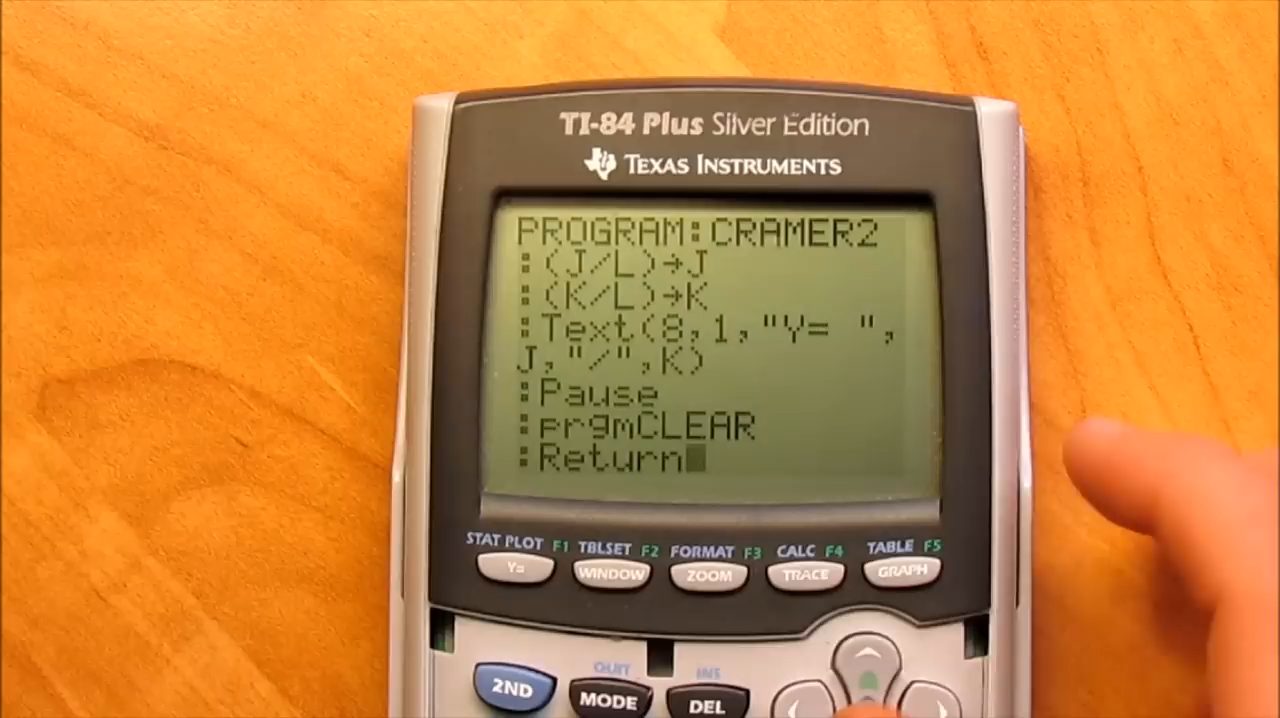 TI-84 Plus Silver Edition
TEXAS INSTRUMENTS
PROGRAM:CRAMER2
:(J/L)→J
:(K/L)→K
:Text(8,1,"Y= ",
J,"/",K)
:Pause
:prgmCLEAR
:Return
STAT PLOT F1 TBLSET F2 FORMAT F3 CALC F4 TABLE F5
Y= WINDOW ZOOM TRACE GRAPH
QUIT INS
2ND MODE DEL